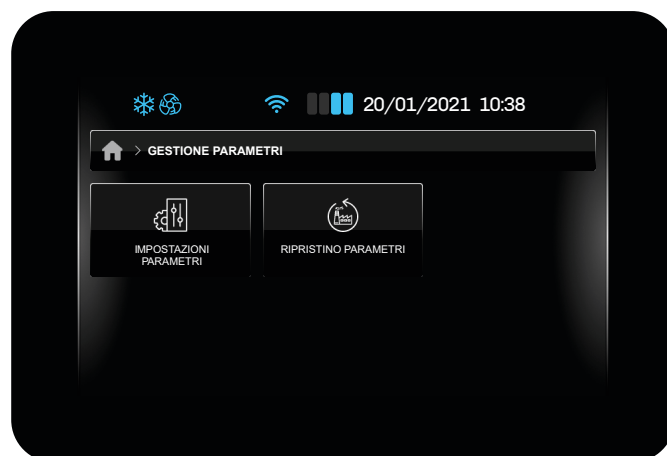 20/01/2021 10:38
> GESTIONE PARAMETRI
IMPOSTAZIONI
PARAMETRI
RIPRISTINO PARAMETRI